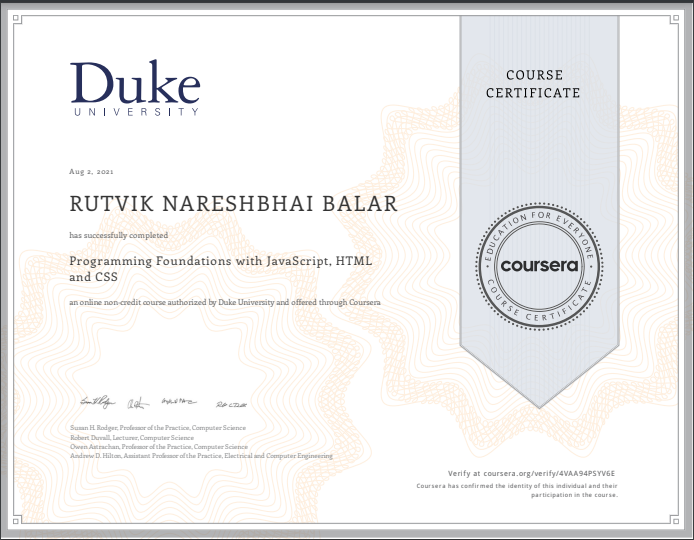 Duke
UNIVERSITY
COURSE
CERTIFICATE
Aug 2, 2021
RUTVIK NARESHBHAI BALAR
has successfully completed
Programming Foundations with JavaScript, HTML
and CSS
an online non-credit course authorized by Duke University and offered through Coursera
EDUCATION FOR EVERYONE
coursera
COURSE CERTIFICATE
Susan H. Rodger, Professor of the Practice, Computer Science
Robert Duvall, Lecturer, Computer Science
Owen Astrachan, Professor of the Practice, Computer Science
Andrew D. Hilton, Assistant Professor of the Practice, Electrical and Computer Engineering
Verify at coursera.org/verify/4VAA94PSYV6E
Coursera has confirmed the identity of this individual and their
participation in the course.